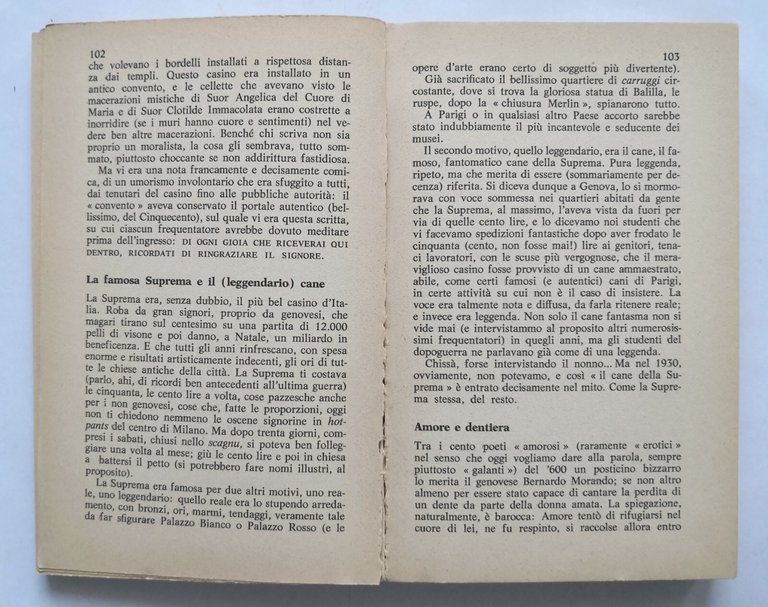 102
che volevano i bordelli installati a rispettosa distan-
za dai templi. Questo casino era installato in un
antico convento, e le cellette che avevano visto le
macerazioni mistiche di Suor Angelica del Cuore di
Maria e di Suor Clotilde Immacolata erano costrette a
inorridire (se i muri hanno cuore e sentimenti) nel ve-
dere ben altre macerazioni. Benché chi scriva non sia
proprio un moralista, la cosa gli sembrava, tutto som-
mato, piuttosto choccante se non addirittura fastidiosa.
Ma vi era una nota francamente e decisamente comi-
ca, di un umorismo involontario che era sfuggito a tutti,
dai tenutari del casino fino alle pubbliche autorità: il
« convento » aveva conservato il portale autentico (bel-
lissimo, del Cinquecento), sul quale vi era questa scritta,
su cui ciascun frequentatore avrebbe dovuto meditare
prima dell'ingresso: DI OGNI GIOIA CHE RICEVERAI QUI
DENTRO, RICORDATI DI RINGRAZIARE IL SIGNORE.
La famosa Suprema e il (leggendario) cane
La Suprema era, senza dubbio, il più bel casino d'Ita-
lia. Roba da gran signori, proprio da genovesi, che
magari tirano sul centesimo su una partita di 12.000
pelli di visone e poi danno, a Natale, un miliardo in
beneficenza. E che tutti gli anni rinfrescano, con spesa
enorme e risultati artisticamente indecenti, gli ori di tut-
te le chiese antiche della città. La Suprema ti costava
(parlo, ahi, di ricordi ben antecedenti all'ultima guerra)
le cinquanta, le cento lire a volta, cose pazzesche anche
per i non genovesi, cose che, fatte le proporzioni, oggi
non ti chiedono nemmeno le oscene signorine in hot-
pants del centro di Milano. Ma dopo trenta giorni, com-
presi i sabati, chiusi nello scagnu, si poteva ben folleg-
giare una volta al mese; giù le cento lire e poi in chiesa
a battersi il petto (si potrebbero fare nomi illustri, al
proposito).
La Suprema era famosa per due altri motivi, uno rea-
le, uno leggendario: quello reale era lo stupendo arreda-
mento, con bronzi, ori, marmi, tendaggi, veramente tale
da far sfigurare Palazzo Bianco o Palazzo Rosso (e le
103
opere d'arte erano certo di soggetto più divertente).
Già sacrificato il bellissimo quartiere di carruggi cir-
costante, dove si trova la gloriosa statua di Balilla, le
ruspe, dopo la « chiusura Merlin », spianarono tutto.
A Parigi o in qualsiasi altro Paese accorto sarebbe
stato indubbiamente il più incantevole e seducente dei
musei.
Il secondo motivo, quello leggendario, era il cane, il fa-
moso, fantomatico cane della Suprema. Pura leggenda,
ripeto, ma che merita di essere (sommariamente per de-
cenza) riferita. Si diceva dunque a Genova, lo si mormo-
rava con voce sommessa nei quartieri abitati da gente
che la Suprema, al massimo, l'aveva vista da fuori per
via di quelle cento lire, e lo dicevamo noi studenti che
vi facevamo spedizioni fantastiche dopo aver frodato le
cinquanta (cento, non fosse mai!) lire ai genitori, tena-
ci lavoratori, con le scuse più vergognose, che il mera-
viglioso casino fosse provvisto di un cane ammaestrato,
abile, come certi famosi (e autentici) cani di Parigi,
in certe attività su cui non è il caso di insistere. La
voce era talmente nota e diffusa, da farla ritenere reale;
e invece era leggenda. Non solo il cane fantasma non si
vide mai (e intervistammo al proposito altri numerosis-
simi frequentatori) in quegli anni, ma gli studenti del
dopoguerra ne parlavano già come di una leggenda.
Chissà, forse intervistando il nonno... Ma nel 1930,
ovviamente, non potevamo, e così « il cane della Su-
prema » è entrato decisamente nel mito. Come la Supre-
ma stessa, del resto.
Amore e dentiera
Tra i cento poeti « amorosi » (raramente « erotici »
nel senso che oggi vogliamo dare alla parola, sempre
piuttosto « galanti ») del '600 un posticino bizzarro
lo merita il genovese Bernardo Morando; se non altro
almeno per essere stato capace di cantare la perdita di
un dente da parte della donna amata. La spiegazione,
naturalmente, è barocca: Amore tentò di rifugiarsi nel
cuore di lei, ne fu respinto, si raccolse allora entro